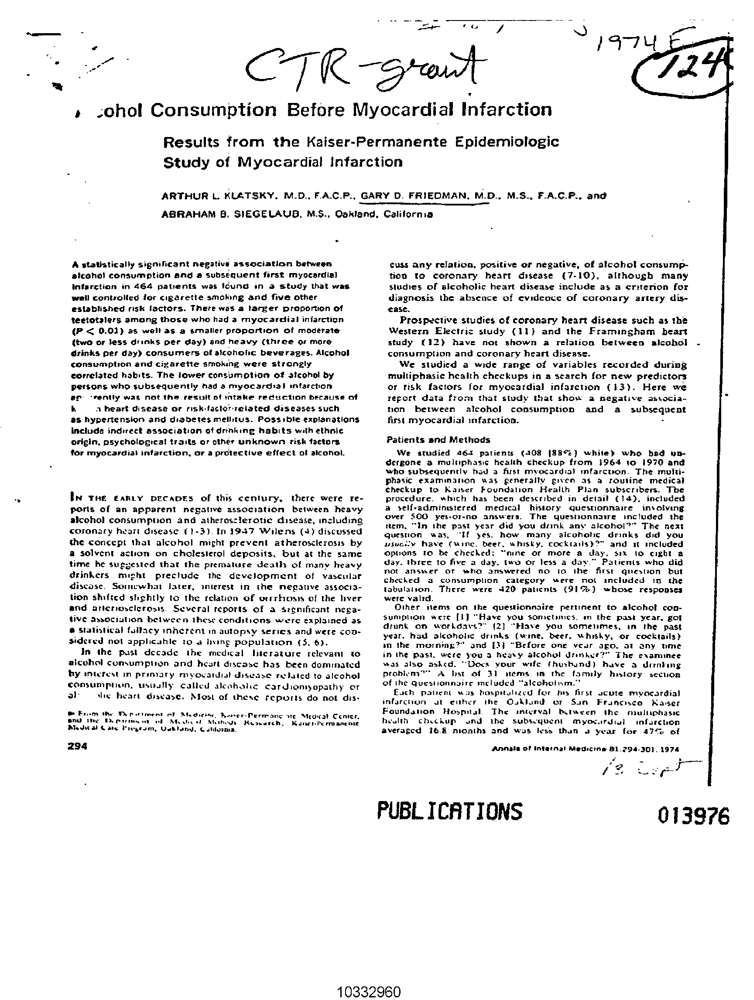 1974 E
CTR-grant
124
ohol Consumption Before Myocardial Infarction
Results from the Kaiser-Permanente Epidemiologic
Study of Myocardial Infarction
ARTHUR L. KLATSKY, M.D., F.A.C.P., GARY D. FRIEDMAN, M.D., M.S., F.A.C.P., and
ABRAHAM B. SIEGELAUB, M.S., Oakland, California
A statistically significant negative association between
alcohol consumption and a subsequent first myocardial
infarction in 464 patients was found in a study that was
well controlled for cigarette smoking and five other
established risk factors. There was a larger proportion of
teetotalers among those who had a myocardial infarction
(P < 0.01) as well as a smaller proportion of moderate
(two or less drinks per day) and heavy (three or more
drinks per day) consumers of alcoholic beverages. Alcohol
consumption and cigarette smoking were strongly
correlated habits. The lower consumption of alcohol by
persons who subsequently had a myocardial infarction
ap rently was not the result of intake reduction because of
k n heart disease or risk-factor-related diseases such
as hypertension and diabetes mellitus. Possible explanations
include indirect association of drinking habits with ethnic
origin, psychological traits or other unknown risk factors
for myocardial infarction, or a protective effect of alcohol.
IN THE EARLY DECADES of this century, there were re-
ports of an apparent negative association between heavy
alcohol consumption and atherosclerotic disease, including
coronary heart disease (1-3). In 1947 Wilens (4) discussed
the concept that alcohol might prevent atherosclerosis by
a solvent action on cholesterol deposits, but at the same
time he suggested that the premature death of many heavy
drinkers might preclude the development of vascular
disease. Somewhat later, interest in the negative associa-
tion shifted slightly to the relation of cirrhosis of the liver
and arteriosclerosis. Several reports of a significant nega-
tive association between these conditions were explained as
a statistical fallacy inherent in autopsy series and were con-
sidered not applicable to a living population (5, 6).
In the past decade the medical literature relevant to
alcohol consumption and heart disease has been dominated
by interest in primary myocardial disease related to alcohol
consumption, usually called alcoholic cardiomyopathy or
al lic heart disease. Most of these reports do not dis-
► From the Department of Medicine, Kaiser-Permanente Medical Center,
and the Department of Medical Methods Research, Kaiser-Permanente
Medical Care Program, Oakland, California.
294
cuss any relation, positive or negative, of alcohol consump-
tion to coronary heart disease (7-10), although many
studies of alcoholic heart disease include as a criterion for
diagnosis the absence of evidence of coronary artery dis-
ease.
Prospective studies of coronary heart disease such as the
Western Electric study (11) and the Framingham heart
study (12) have not shown a relation between alcohol
consumption and coronary heart disease.
We studied a wide range of variables recorded during
multiphasic health checkups in a search for new predictors
or risk factors for myocardial infarction (13). Here we
report data from that study that show a negative associa-
tion between alcohol consumption and a subsequent
first myocardial infarction.
Patients and Methods
We studied 464 patients (408 [88%] white) who had un-
dergone a multiphasic health checkup from 1964 to 1970 and
who subsequently had a first myocardial infarction. The multi-
phasic examination was generally given as a routine medical
checkup to Kaiser Foundation Health Plan subscribers. The
procedure, which has been described in detail (14), included
a self-administered medical history questionnaire involving
over 500 yes-or-no answers. The questionnaire included the
item, "In the past year did you drink any alcohol?" The next
question was, "If yes, how many alcoholic drinks did you
usually have (wine, beer, whisky, cocktails)?" and it included
options to be checked: "nine or more a day, six to eight a
day, three to five a day, two or less a day." Patients who did
not answer or who answered no to the first question but
checked a consumption category were not included in the
tabulation. There were 420 patients (91%) whose responses
were valid.
Other items on the questionnaire pertinent to alcohol con-
sumption were [1] "Have you sometimes, in the past year, got
drunk on workdays?" [2] "Have you sometimes, in the past
year, had alcoholic drinks (wine, beer, whisky, or cocktails)
in the morning?" and [3] "Before one year ago, at any time
in the past, were you a heavy alcohol drinker?" The examinee
was also asked, "Does your wife (husband) have a drinking
problem?" A list of 31 items in the family history section
of the questionnaire included "alcoholism."
Each patient was hospitalized for his first acute myocardial
infarction at either the Oakland or San Francisco Kaiser
Foundation Hospital. The interval between the multiphasic
health checkup and the subsequent myocardial infarction
averaged 16.8 months and was less than a year for 47% of
Annals of Internal Medicine 81:294-301, 1974
PUBLICATIONS
013976
10332960